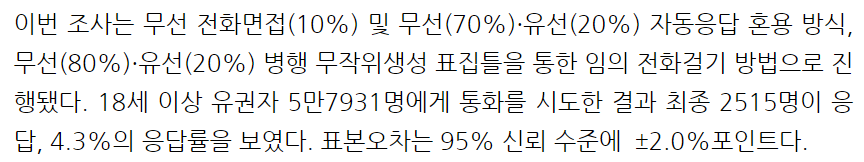 이번 조사는 무선 전화면접(10%) 및 무선(70%)·유선(20%) 자동응답 혼용 방식,
무선(80%)·유선(20%) 병행 무작위생성 표집틀을 통한 임의 전화걸기 방법으로 진
행됐다. 18세 이상 유권자 5만7931명에게 통화를 시도한 결과 최종 2515명이 응
답, 4.3%의 응답률을 보였다. 표본오차는 95% 신뢰 수준에 ±2.0%포인트다.